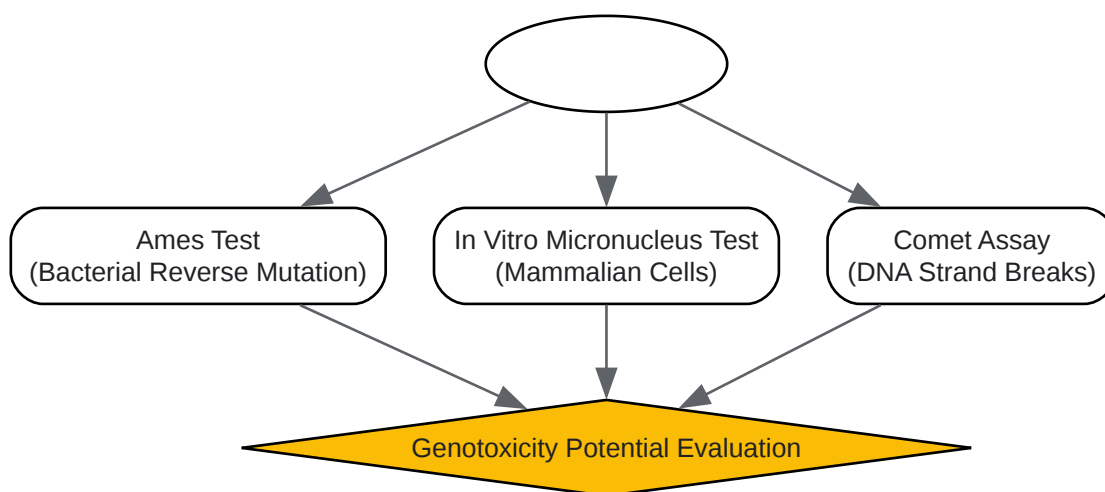 Ames Test
(Bacterial Reverse Mutation)
In Vitro Micronucleus Test
(Mammalian Cells)
Comet Assay
(DNA Strand Breaks)
Genotoxicity Potential Evaluation